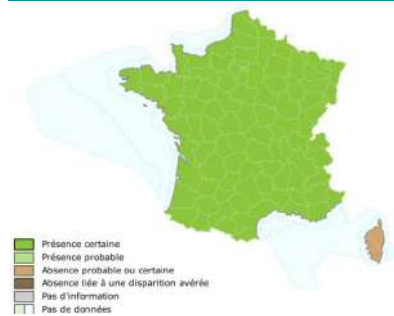 Présence certaine
Présence probable
Absence probable ou certaine
Absence liée à une disparition avérée
Pas d'information
Pas de données